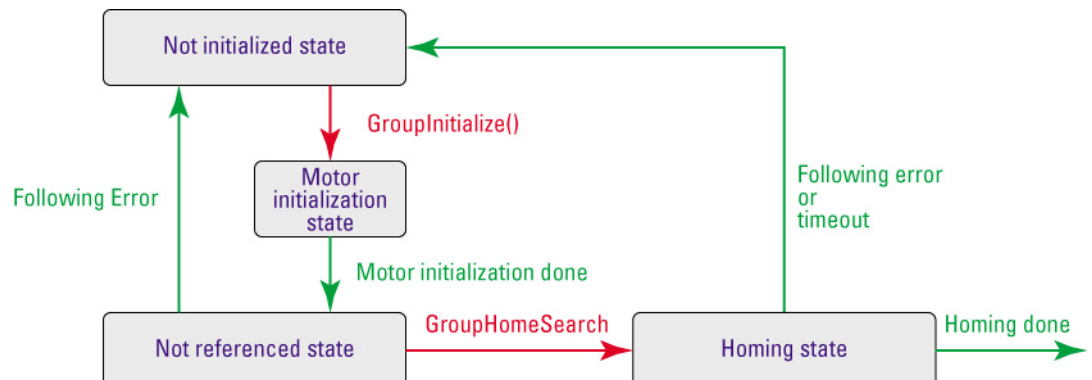 Not initialized state
GroupInitialize()
Motor
initialization
state
Following Error
Following error
or
timeout
Motor initialization done
GroupHomeSearch
Homing done
Not referenced state
Homing state